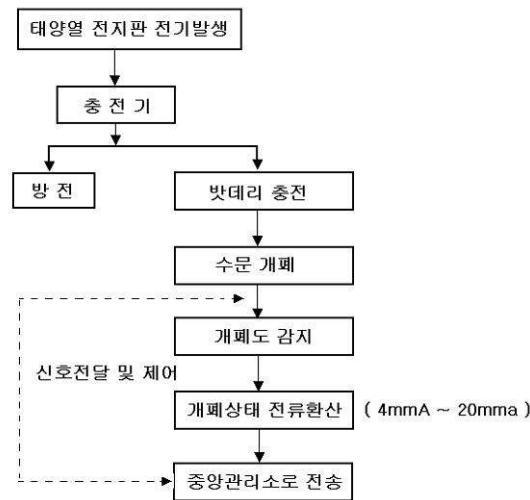 태양열 전지판 전기발생
충 전 기
방 전
밧데리 충전
수문 개폐
개폐도 감지
신호전달 및 제어
개폐상태 전류환산 ( 4mmA ~ 20mma )
중앙관리소로 전송